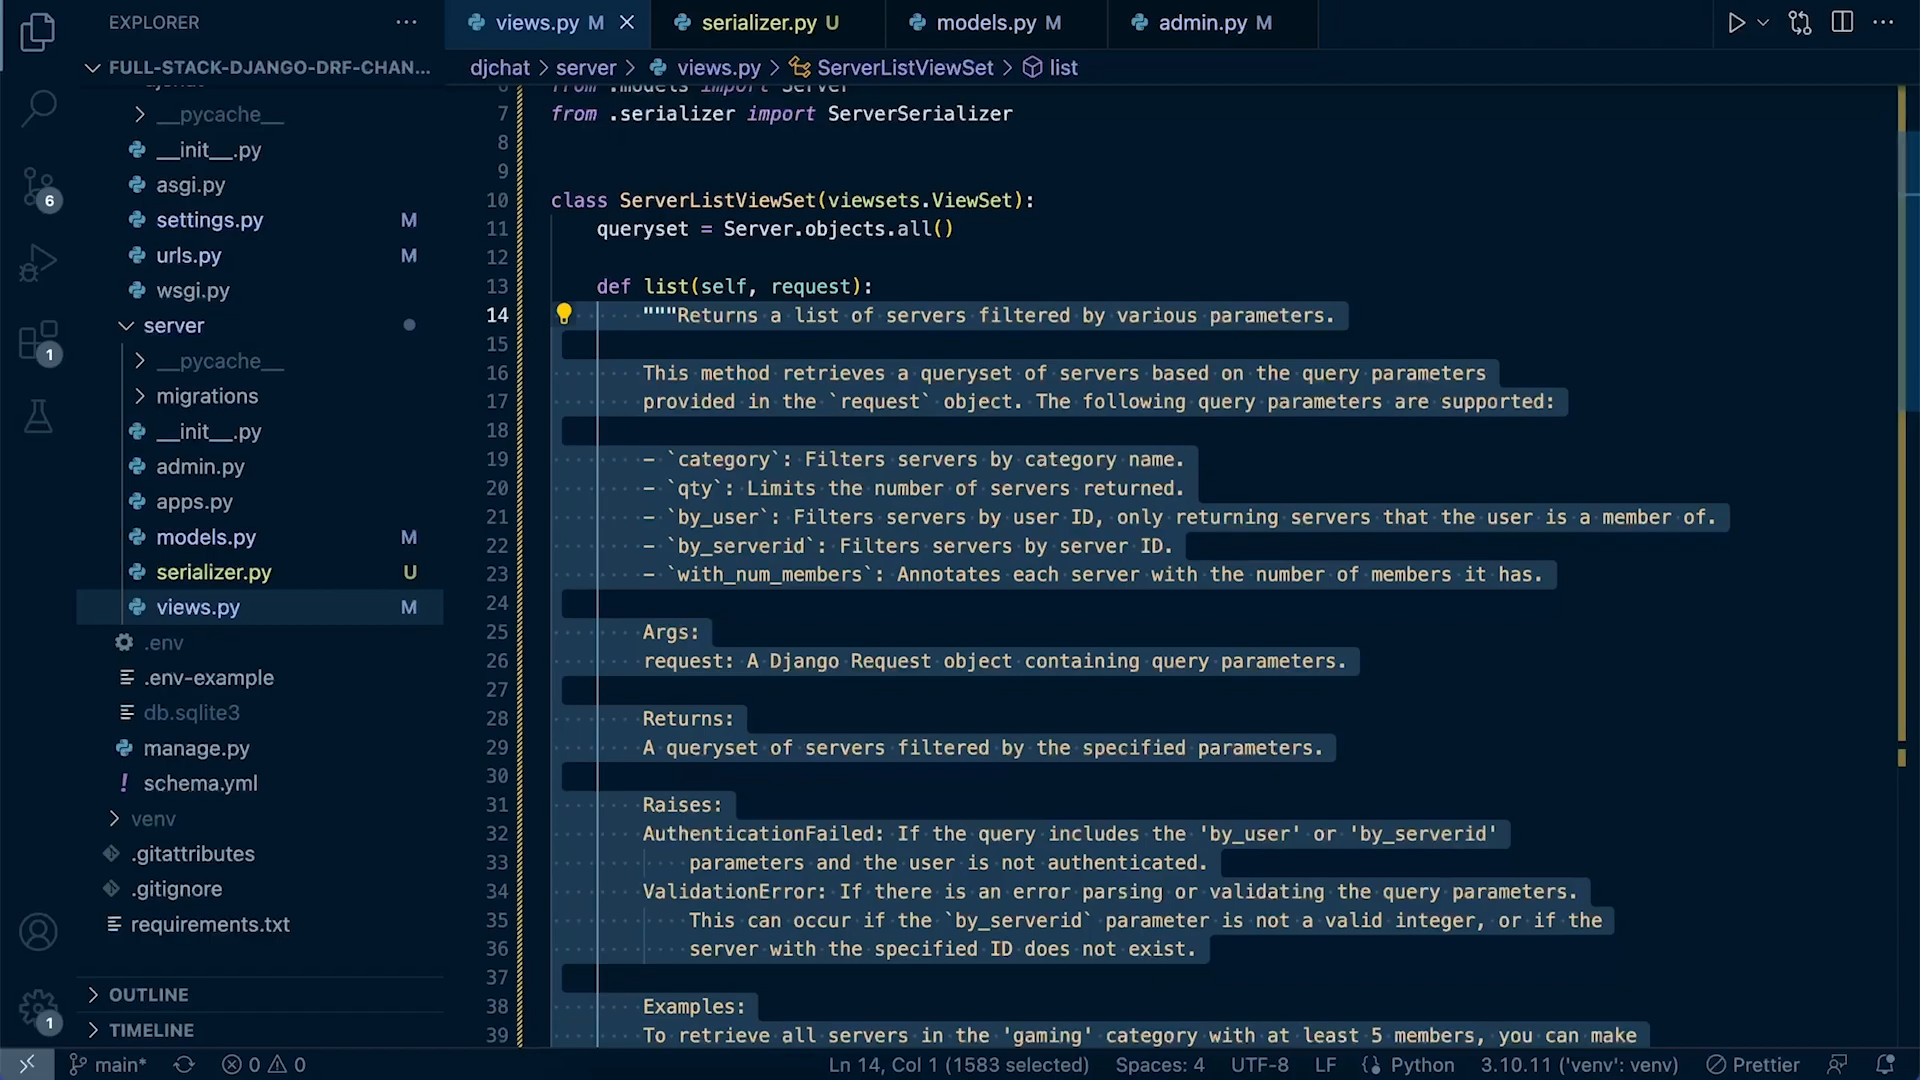 EXPLORER
views.py M
serializer.py U
models.py M
admin.py M
FULL-STACK-DJANGO-DRF-CHAN...
djchat > server > views.py > ServerListViewSet > list
__pycache__
__init__.py
asgi.py
settings.py M
urls.py M
wsgi.py
server
__pycache__
migrations
__init__.py
admin.py
apps.py
models.py M
serializer.py U
views.py M
.env
.env-example
db.sqlite3
manage.py
schema.yml
venv
.gitattributes
.gitignore
requirements.txt
OUTLINE
TIMELINE
6
1
1
6 from .models import Server
7 from .serializer import ServerSerializer
8
9
10 class ServerListViewSet(viewsets.ViewSet):
11 queryset = Server.objects.all()
12
13 def list(self, request):
14 """Returns a list of servers filtered by various parameters.
15
16 This method retrieves a queryset of servers based on the query parameters
17 provided in the `request` object. The following query parameters are supported:
18
19 - `category`: Filters servers by category name.
20 - `qty`: Limits the number of servers returned.
21 - `by_user`: Filters servers by user ID, only returning servers that the user is a member of.
22 - `by_serverid`: Filters servers by server ID.
23 - `with_num_members`: Annotates each server with the number of members it has.
24
25 Args:
26 request: A Django Request object containing query parameters.
27
28 Returns:
29 A queryset of servers filtered by the specified parameters.
30
31 Raises:
32 AuthenticationFailed: If the query includes the 'by_user' or 'by_serverid'
33 parameters and the user is not authenticated.
34 ValidationError: If there is an error parsing or validating the query parameters.
35 This can occur if the `by_serverid` parameter is not a valid integer, or if the
36 server with the specified ID does not exist.
37
38 Examples:
39 To retrieve all servers in the 'gaming' category with at least 5 members, you can make
main* 0 0 Ln 14, Col 1 (1583 selected) Spaces: 4 UTF-8 LF Python 3.10.11 ('venv': venv) Prettier